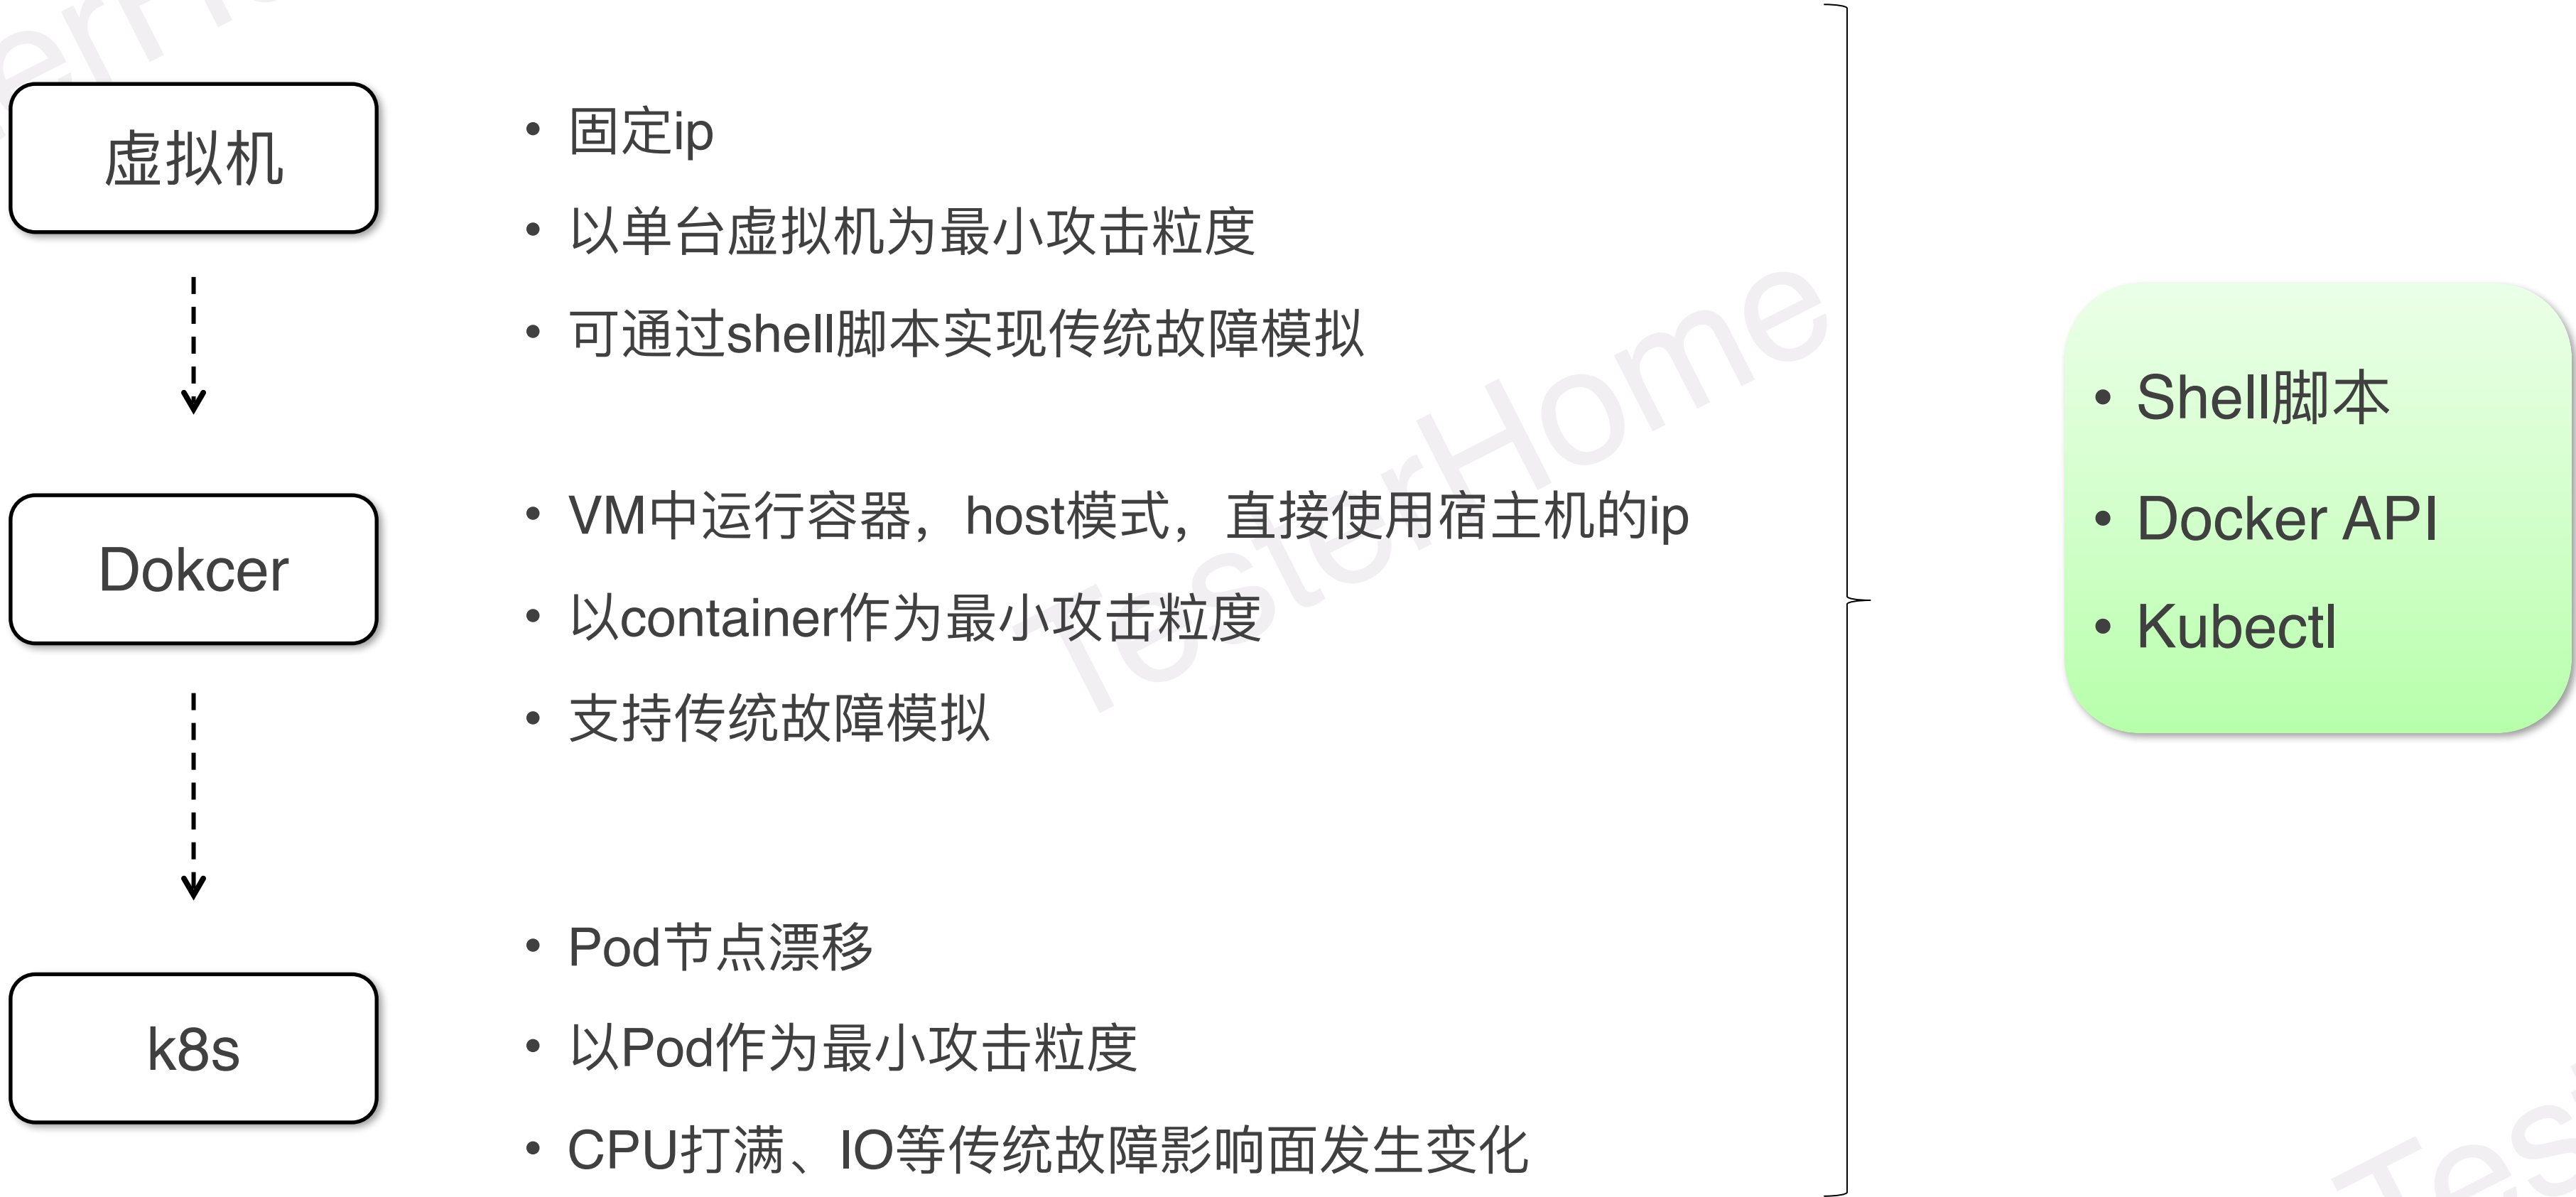 虚拟机
• 固定ip
• 以单台虚拟机为最小攻击粒度
• 可通过shell脚本实现传统故障模拟
Dokcer
• VM中运行容器，host模式，直接使用宿主机的ip
• 以container作为最小攻击粒度
• 支持传统故障模拟
k8s
• Pod节点漂移
• 以Pod作为最小攻击粒度
• CPU打满、IO等传统故障影响面发生变化
• Shell脚本
• Docker API
• Kubectl
TesterHome